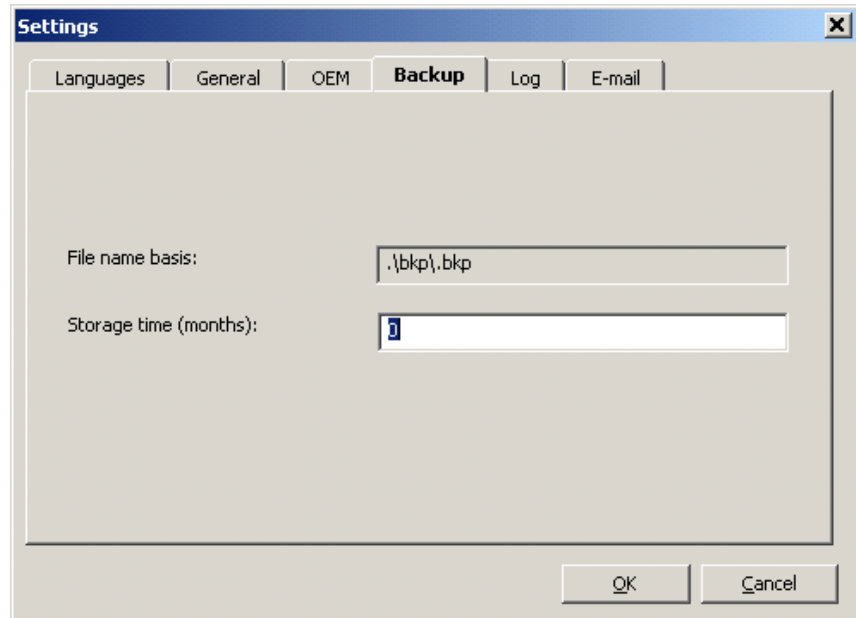 Settings
Languages General OEM Backup Log E-mail
File name basis: .\bkp\.bkp
Storage time (months): 0
OK Cancel